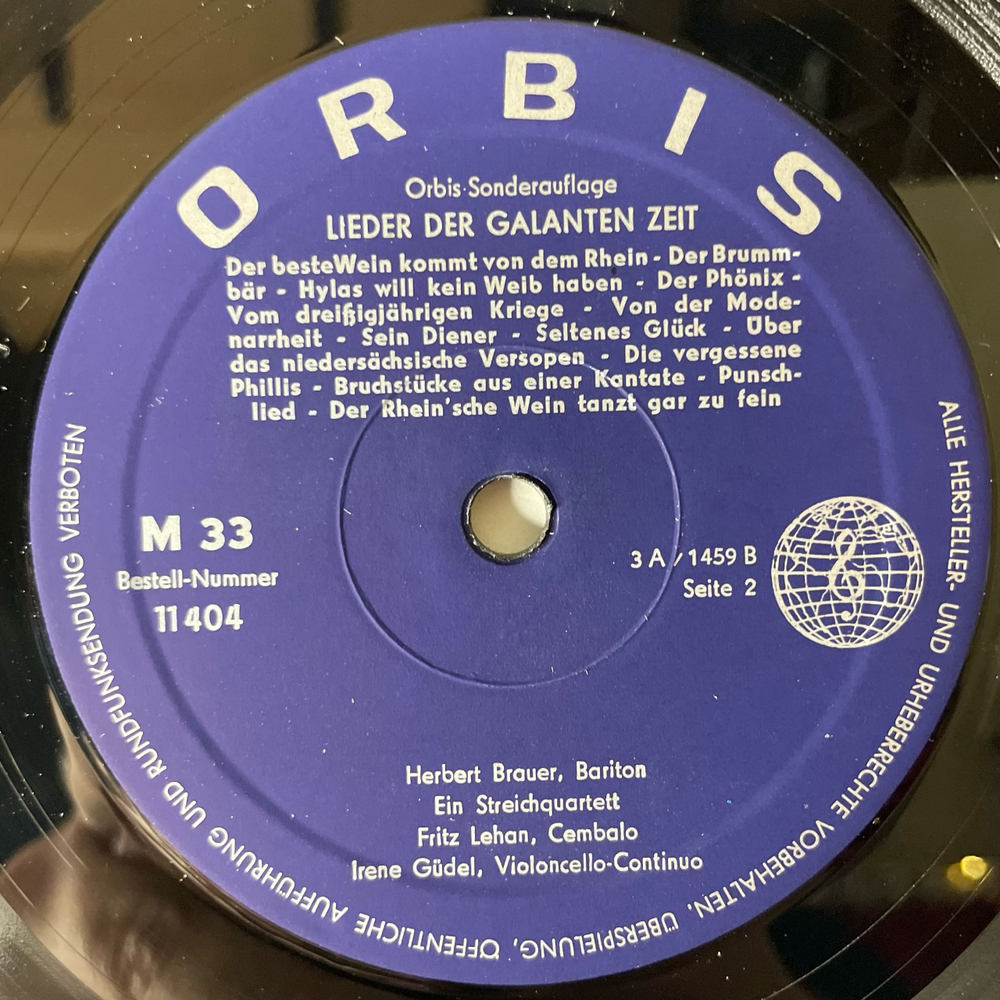 ORBIS
Orbis-Sonderauflage
LIEDER DER GALANTEN ZEIT
Der beste Wein kommt von dem Rhein - Der Brumm-
bär - Hylas will kein Weib haben - Der Phönix -
Vom dreißigjährigen Kriege - Von der Mode-
narrheit - Sein Diener - Seltenes Glück - Über
das niedersächsische Versopen - Die vergessene
Phillis - Bruchstücke aus einer Kantate - Punsch-
lied - Der Rhein'sche Wein tanzt gar zu fein
M 33
Bestell-Nummer
11 404
3 A / 1459 B
Seite 2
Herbert Brauer, Bariton
Ein Streichquartett
Fritz Lehan, Cembalo
Irene Güdel, Violoncello-Continuo
ALLE HERSTELLER- UND URHEBERRECHTE VORBEHALTEN. ÜBERSPIELUNG, ÖFFENTLICHE AUFFÜHRUNG UND RUNDFUNKSENDUNG VERBOTEN